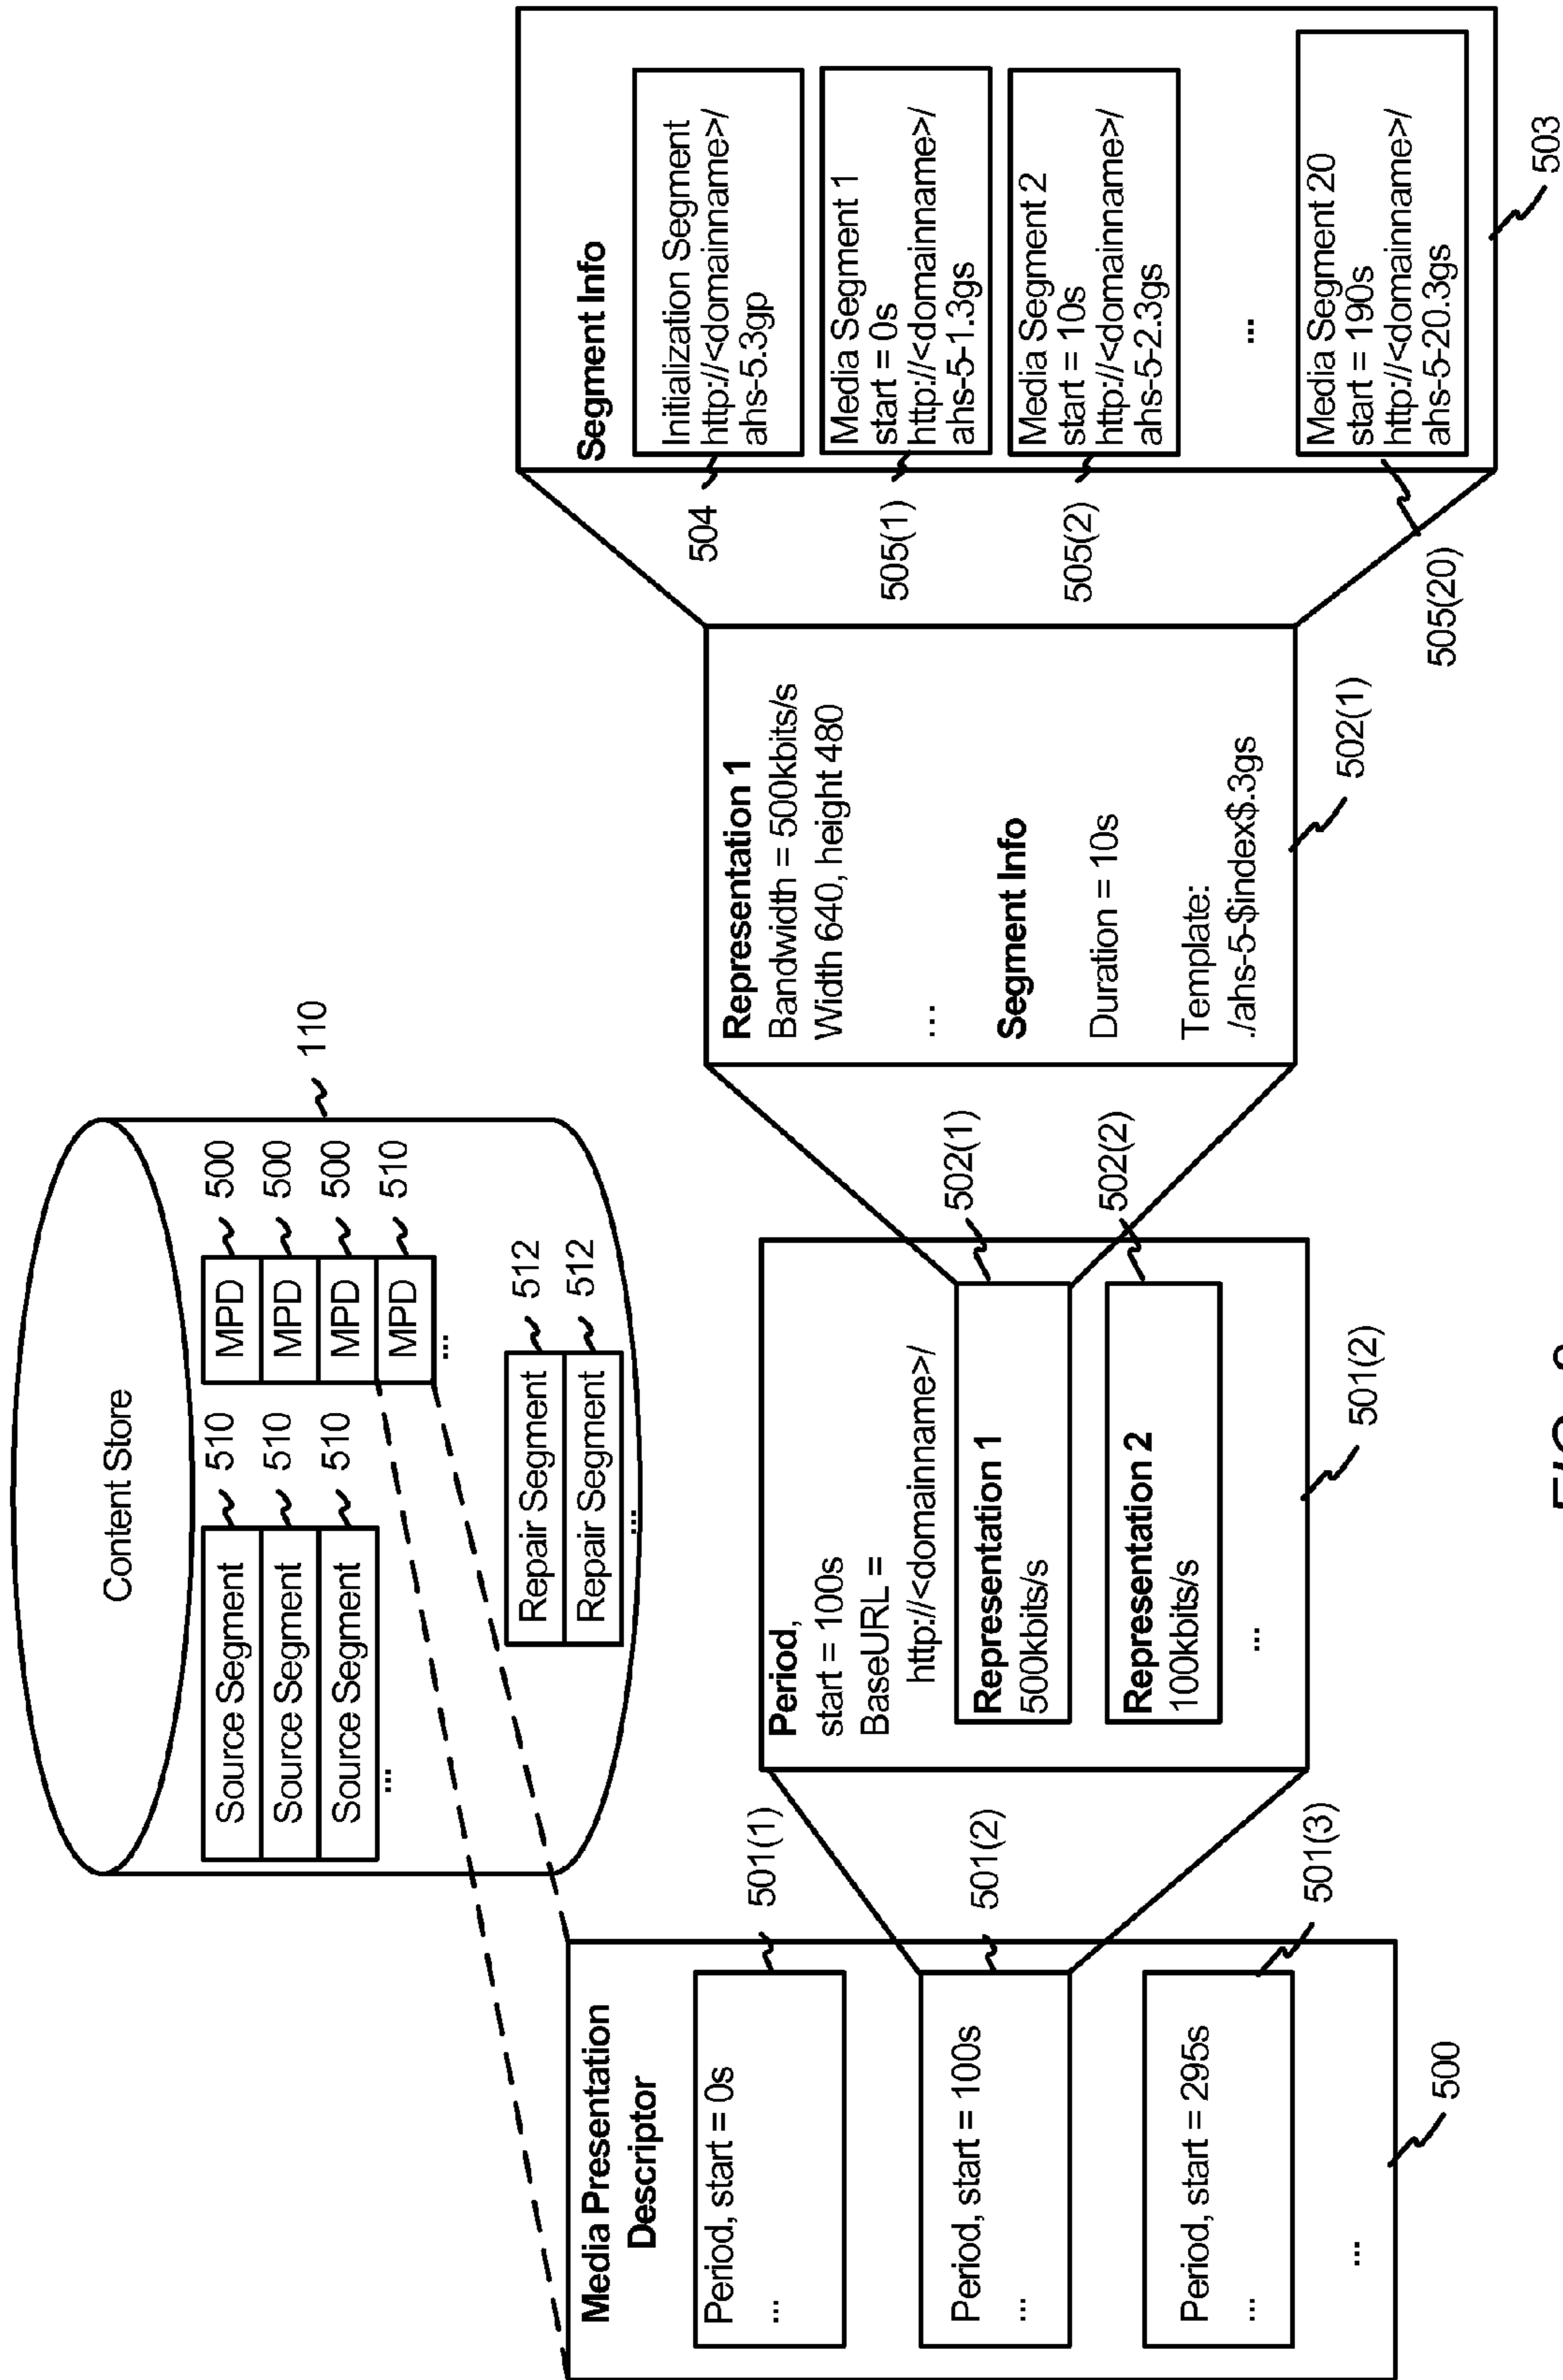 Content Store
110
Source Segment
510
Source Segment
510
Source Segment
510
...
MPD
500
MPD
500
MPD
500
MPD
510
...
Repair Segment
512
Repair Segment
512
...
Media Presentation
Descriptor
Period, start = 0s
...
501(1)
Period, start = 100s
...
501(2)
Period, start = 295s
...
501(3)
...
500
Period,
start = 100s
BaseURL =
http://<domainname>/
Representation 1
500kbits/s
502(1)
Representation 2
100kbits/s
502(2)
...
501(2)
Representation 1
Bandwidth = 500kbits/s
Width 640, height 480
...
Segment Info
Duration = 10s
Template:
./ahs-5-$index$.3gs
502(1)
Segment Info
Initialization Segment
http://<domainname>/
ahs-5.3gp
504
Media Segment 1
start = 0s
http://<domainname>/
ahs-5-1.3gs
505(1)
Media Segment 2
start = 10s
http://<domainname>/
ahs-5-2.3gs
505(2)
...
Media Segment 20
start = 190s
http://<domainname>/
ahs-5-20.3gs
505(20)
503
FIG.